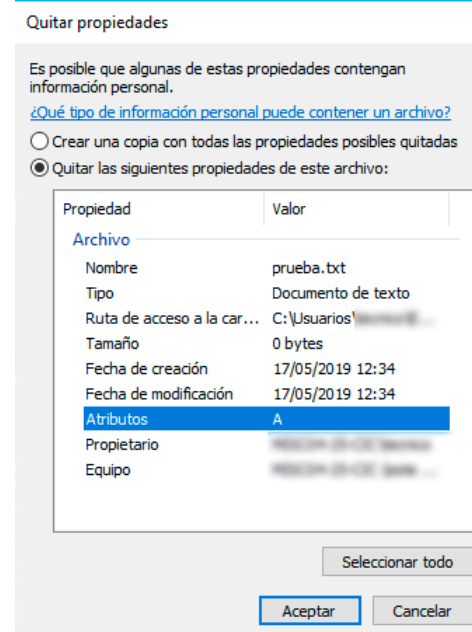 Quitar propiedades
Es posible que algunas de estas propiedades contengan
información personal.
¿Qué tipo de información personal puede contener un archivo?
Crear una copia con todas las propiedades posibles quitadas
Quitar las siguientes propiedades de este archivo:
Propiedad Valor
Archivo
Nombre prueba.txt
Tipo Documento de texto
Ruta de acceso a la car... C:\Usuarios\
Tamaño 0 bytes
Fecha de creación 17/05/2019 12:34
Fecha de modificación 17/05/2019 12:34
Atributos A
Propietario
Equipo
Seleccionar todo
Aceptar Cancelar